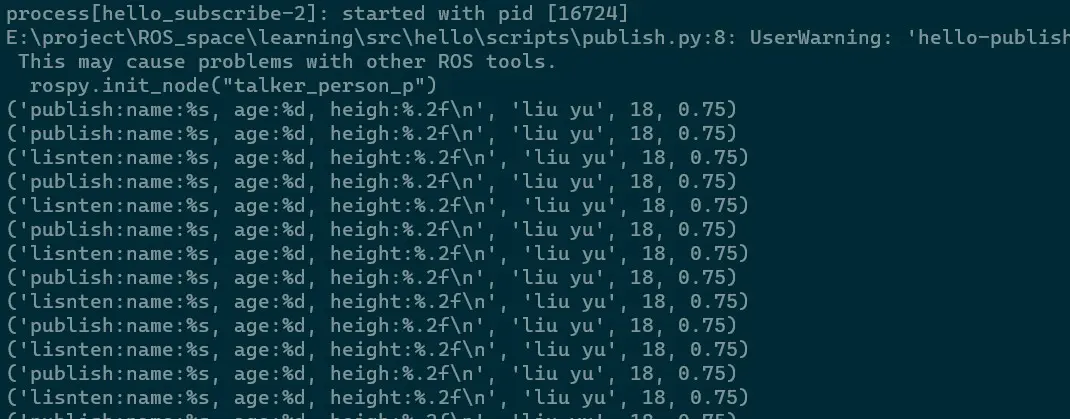 process[hello_subscribe-2]: started with pid [16724]
E:\project\ROS_space\learning\src\hello\scripts\publish.py:8: UserWarning: 'hello-publish
 This may cause problems with other ROS tools.
  rospy.init_node("talker_person_p")
('publish:name:%s, age:%d, heigh:%.2f\n', 'liu yu', 18, 0.75)
('publish:name:%s, age:%d, heigh:%.2f\n', 'liu yu', 18, 0.75)
('lisnten:name:%s, age:%d, height:%.2f\n', 'liu yu', 18, 0.75)
('publish:name:%s, age:%d, heigh:%.2f\n', 'liu yu', 18, 0.75)
('lisnten:name:%s, age:%d, height:%.2f\n', 'liu yu', 18, 0.75)
('publish:name:%s, age:%d, heigh:%.2f\n', 'liu yu', 18, 0.75)
('lisnten:name:%s, age:%d, height:%.2f\n', 'liu yu', 18, 0.75)
('publish:name:%s, age:%d, heigh:%.2f\n', 'liu yu', 18, 0.75)
('lisnten:name:%s, age:%d, height:%.2f\n', 'liu yu', 18, 0.75)
('publish:name:%s, age:%d, heigh:%.2f\n', 'liu yu', 18, 0.75)
('lisnten:name:%s, age:%d, height:%.2f\n', 'liu yu', 18, 0.75)
('publish:name:%s, age:%d, heigh:%.2f\n', 'liu yu', 18, 0.75)
('lisnten:name:%s, age:%d, height:%.2f\n', 'liu yu', 18, 0.75)